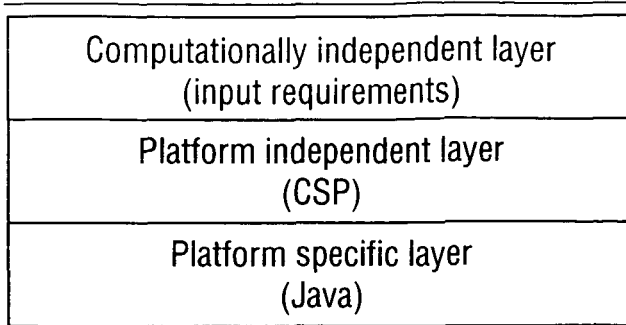 Computationally independent layer
(input requirements)
Platform independent layer
(CSP)
Platform specific layer
(Java)